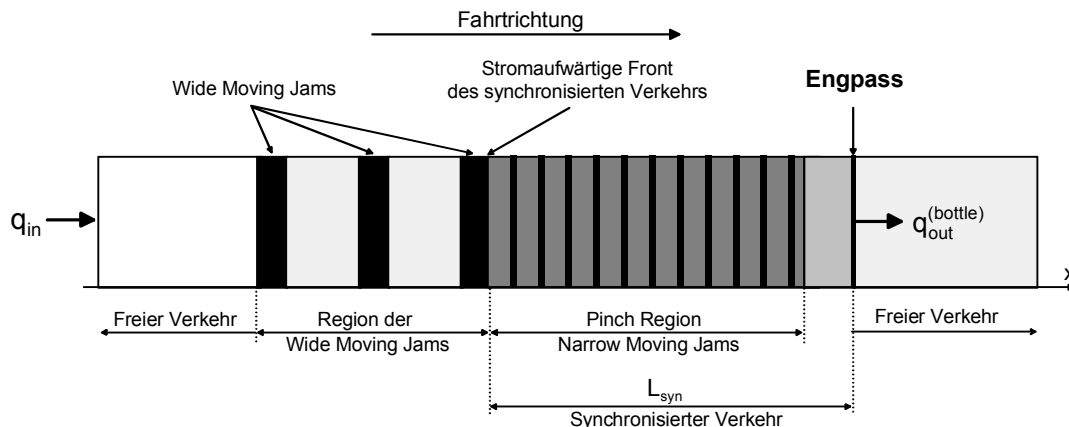 Fahrtrichtung
Wide Moving Jams
Stromaufwärtige Front
des synchronisierten Verkehrs
Engpass
q_in
q_out^(bottle)
x
Freier Verkehr
Region der
Wide Moving Jams
Pinch Region
Narrow Moving Jams
Freier Verkehr
L_syn
Synchronisierter Verkehr